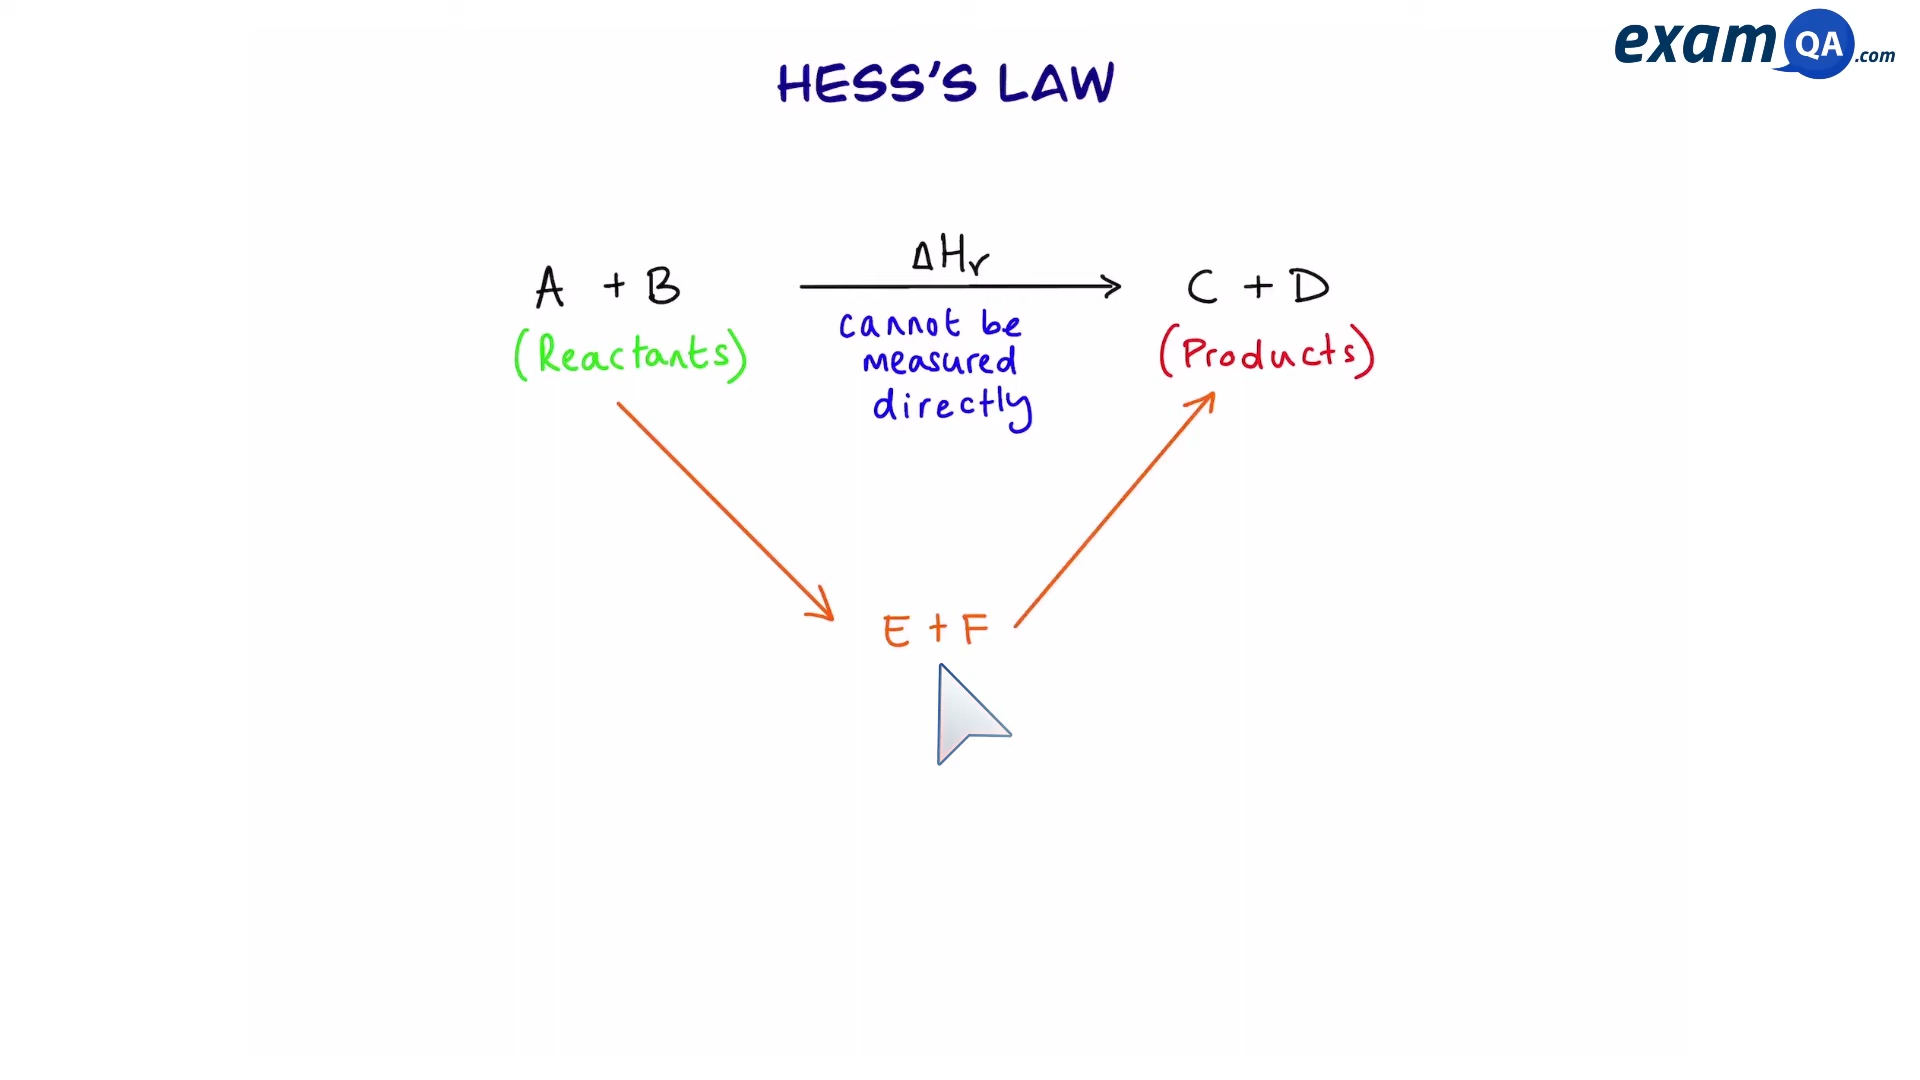 examQA.com
HESS'S LAW
ΔHr
A + B
C + D
(Reactants)
cannot be
measured
directly
(Products)
E + F